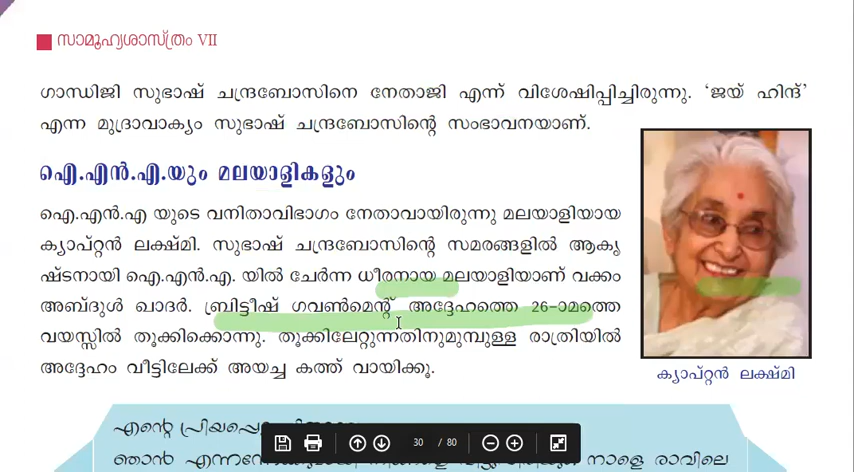 സാമൂഹ്യശാസ്ത്രം VII
ഗാന്ധിജി സുഭാഷ് ചന്ദ്രബോസിനെ നേതാജി എന്ന് വിശേഷിപ്പിച്ചിരുന്നു. ‘ജയ് ഹിന്ദ്’
എന്ന മുദ്രാവാക്യം സുഭാഷ് ചന്ദ്രബോസിന്റെ സംഭാവനയാണ്.
ഐ.എൻ.എ.യും മലയാളികളും
ഐ.എൻ.എ യുടെ വനിതാവിഭാഗം നേതാവായിരുന്നു മലയാളിയായ
ക്യാപ്റ്റൻ ലക്ഷ്മി. സുഭാഷ് ചന്ദ്രബോസിന്റെ സമരങ്ങളിൽ ആകൃ
ഷ്ടനായി ഐ.എൻ.എ. യിൽ ചേർന്ന ധീരനായ മലയാളിയാണ് വക്കം
അബ്ദുൾ ഖാദർ. ബ്രിട്ടീഷ് ഗവൺമെന്റ് അദ്ദേഹത്തെ 26-ാമത്തെ
വയസ്സിൽ തൂക്കിക്കൊന്നു. തൂക്കിലേറ്റുന്നതിനുമുമ്പുള്ള രാത്രിയിൽ
അദ്ദേഹം വീട്ടിലേക്ക് അയച്ച കത്ത് വായിക്കൂ.
ക്യാപ്റ്റൻ ലക്ഷ്മി
എന്റെ
30 / 80
ഞാൻ നാളെ രാവിലെ